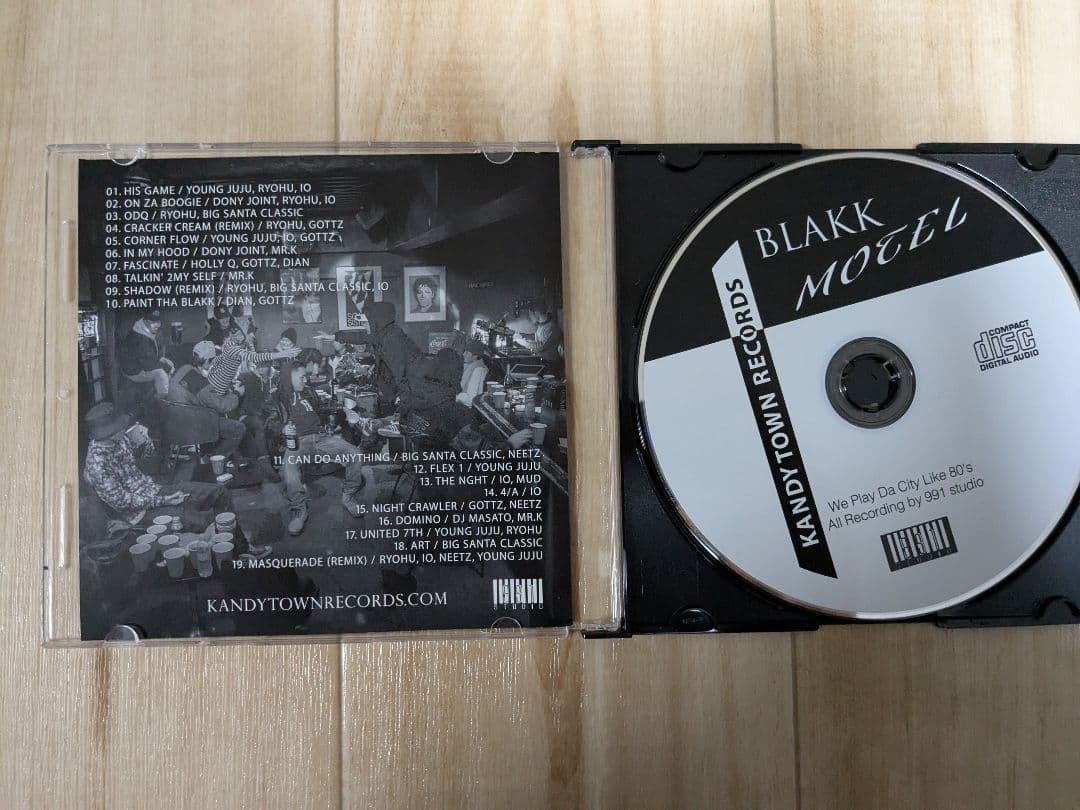 01. HIS GAME / YOUNG JUJU, RYOHU, IO
02. ON ZA BOOGIE / DONY JOINT, RYOHU, IO
03. ODQ / RYOHU, BIG SANTA CLASSIC
04. CRACKER CREAM (REMIX) / RYOHU, GOTTZ
05. CORNER FLOW / YOUNG JUJU, IO, GOTTZ
06. IN MY HOOD / DONY JOINT, MR.K
07. FASCINATE / HOLLY Q, GOTTZ, DIAN
08. TALKIN' 2MY SELF / MR.K
09. SHADOW (REMIX) / RYOHU, BIG SANTA CLASSIC, IO
10. PAINT THA BLAKK / DIAN, GOTTZ
11. CAN DO ANYTHING / BIG SANTA CLASSIC, NEETZ
12. FLEX 1 / YOUNG JUJU
13. THE NGHT / IO, MUD
14. 4/A / IO
15. NIGHT CRAWLER / GOTTZ, NEETZ
16. DOMINO / DJ MASATO, MR.K
17. UNITED 7TH / YOUNG JUJU, RYOHU
18. ART / BIG SANTA CLASSIC
19. MASQUERADE (REMIX) / RYOHU, IO, NEETZ, YOUNG JUJU
KANDYTOWNRECORDS.COM
STUDIO
BLAKK
MOTEL
KANDYTOWN RECORDS
COMPACT
disc
DIGITAL AUDIO
We Play Da City Like 80's
All Recording by 991 studio